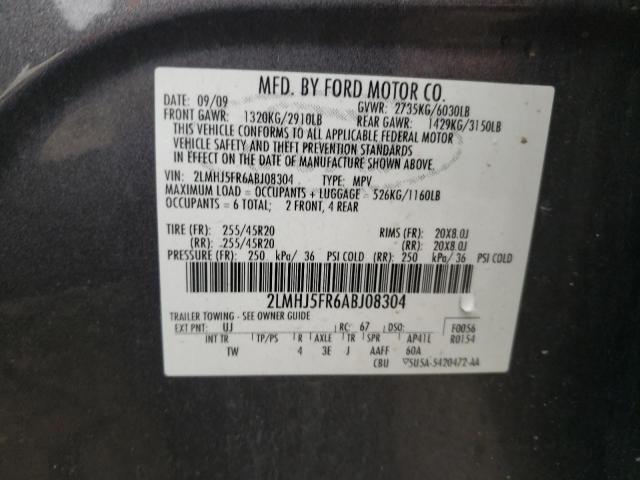 MFD. BY FORD MOTOR CO.
DATE: 09/09 GVWR: 2735KG/6030LB
FRONT GAWR: 1320KG/2910LB REAR GAWR: 1429KG/3150LB
THIS VEHICLE CONFORMS TO ALL APPLICABLE FEDERAL MOTOR
VEHICLE SAFETY AND THEFT PREVENTION STANDARDS
IN EFFECT ON THE DATE OF MANUFACTURE SHOWN ABOVE.
VIN: 2LMHJ5FR6ABJ08304 TYPE: MPV
MAXIMUM LOAD = OCCUPANTS + LUGGAGE = 526KG/1160LB
OCCUPANTS = 6 TOTAL; 2 FRONT, 4 REAR
TIRE (FR): 255/45R20 RIMS (FR): 20X8.0J
(RR): 255/45R20 (RR): 20X8.0J
PRESSURE (FR): 250 kPa/ 36 PSI COLD (RR): 250 kPa/ 36 PSI COLD
2LMHJ5FR6ABJ08304
TRAILER TOWING - SEE OWNER GUIDE
EXT PNT: UJ RC: 67 DSO: F0056
INT TR TP/PS R AXLE TR SPR AP41L R0154
TW 4 3E J AAFF 60A
CBU 5U5A-5420472-AA